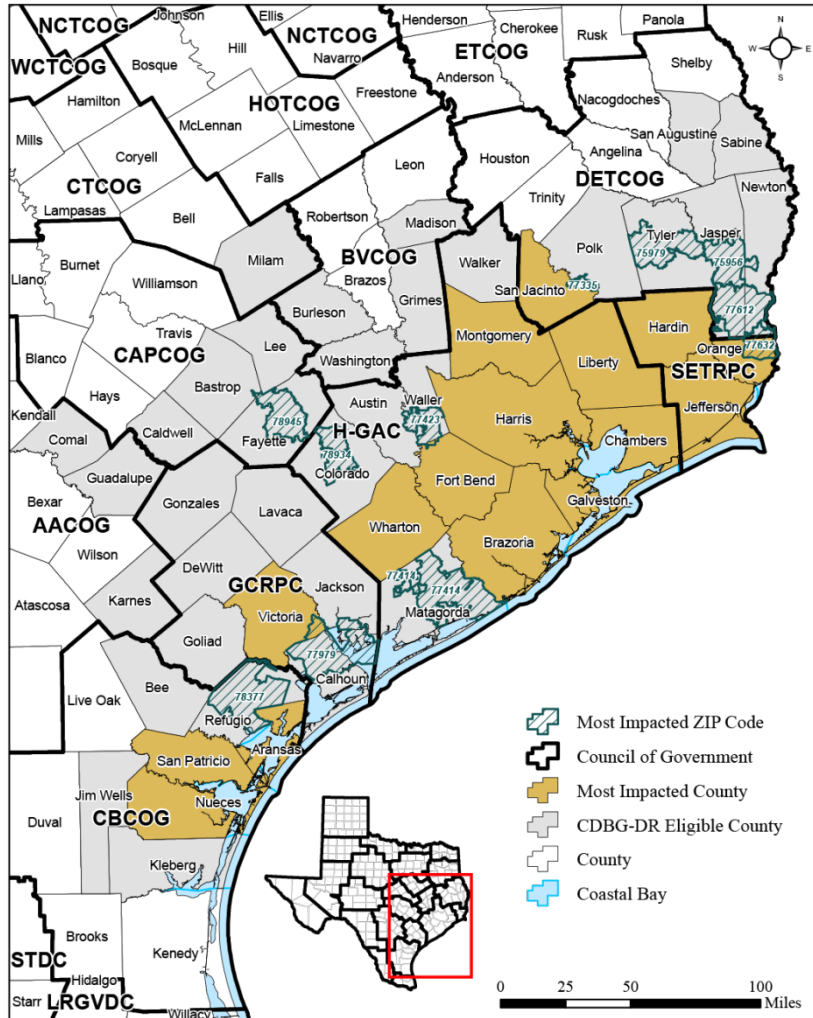 NCTCOG
Johnson
Ellis
NCTCOG
Navarro
Henderson
Cherokee
Rusk
Panola
ETCOG
Anderson
Shelby
N
W
E
S
WCTCOG
Bosque
Hill
Hamilton
HOTCOG
Freestone
McLennan
Limestone
Nacogdoches
San Augustine
Sabine
Mills
Coryell
CTCOG
Falls
Leon
Houston
Angelina
DETCOG
Trinity
Newton
Lampasas
Bell
Robertson
Madison
Milam
BVCOG
Brazos
Walker
Polk
Tyler
Jasper
75979
75956
Burnet
Llano
Williamson
Grimes
San Jacinto
77335
77612
Burleson
Travis
Lee
Washington
Montgomery
Hardin
77632
Orange
Blanco
CAPCOG
Liberty
SETRPC
Hays
Bastrop
Austin
Waller
Harris
Jefferson
Kendall
Comal
Caldwell
78945
Fayette
H-GAC
77423
78934
Colorado
Chambers
Guadalupe
Fort Bend
Galveston
Bexar
Gonzales
Lavaca
Wharton
AACOG
Wilson
Brazoria
DeWitt
GCRPC
Jackson
77414
77414
Matagorda
Atascosa
Karnes
Victoria
Goliad
77979
Calhoun
Live Oak
Bee
78377
Refugio
Aransas
San Patricio
Jim Wells
Nueces
Duval
CBCOG
Kleberg
Brooks
Kenedy
STDC
Hidalgo
Starr
LRGVDC
Willacy
Most Impacted ZIP Code
Council of Government
Most Impacted County
CDBG-DR Eligible County
County
Coastal Bay
0 25 50 100
Miles